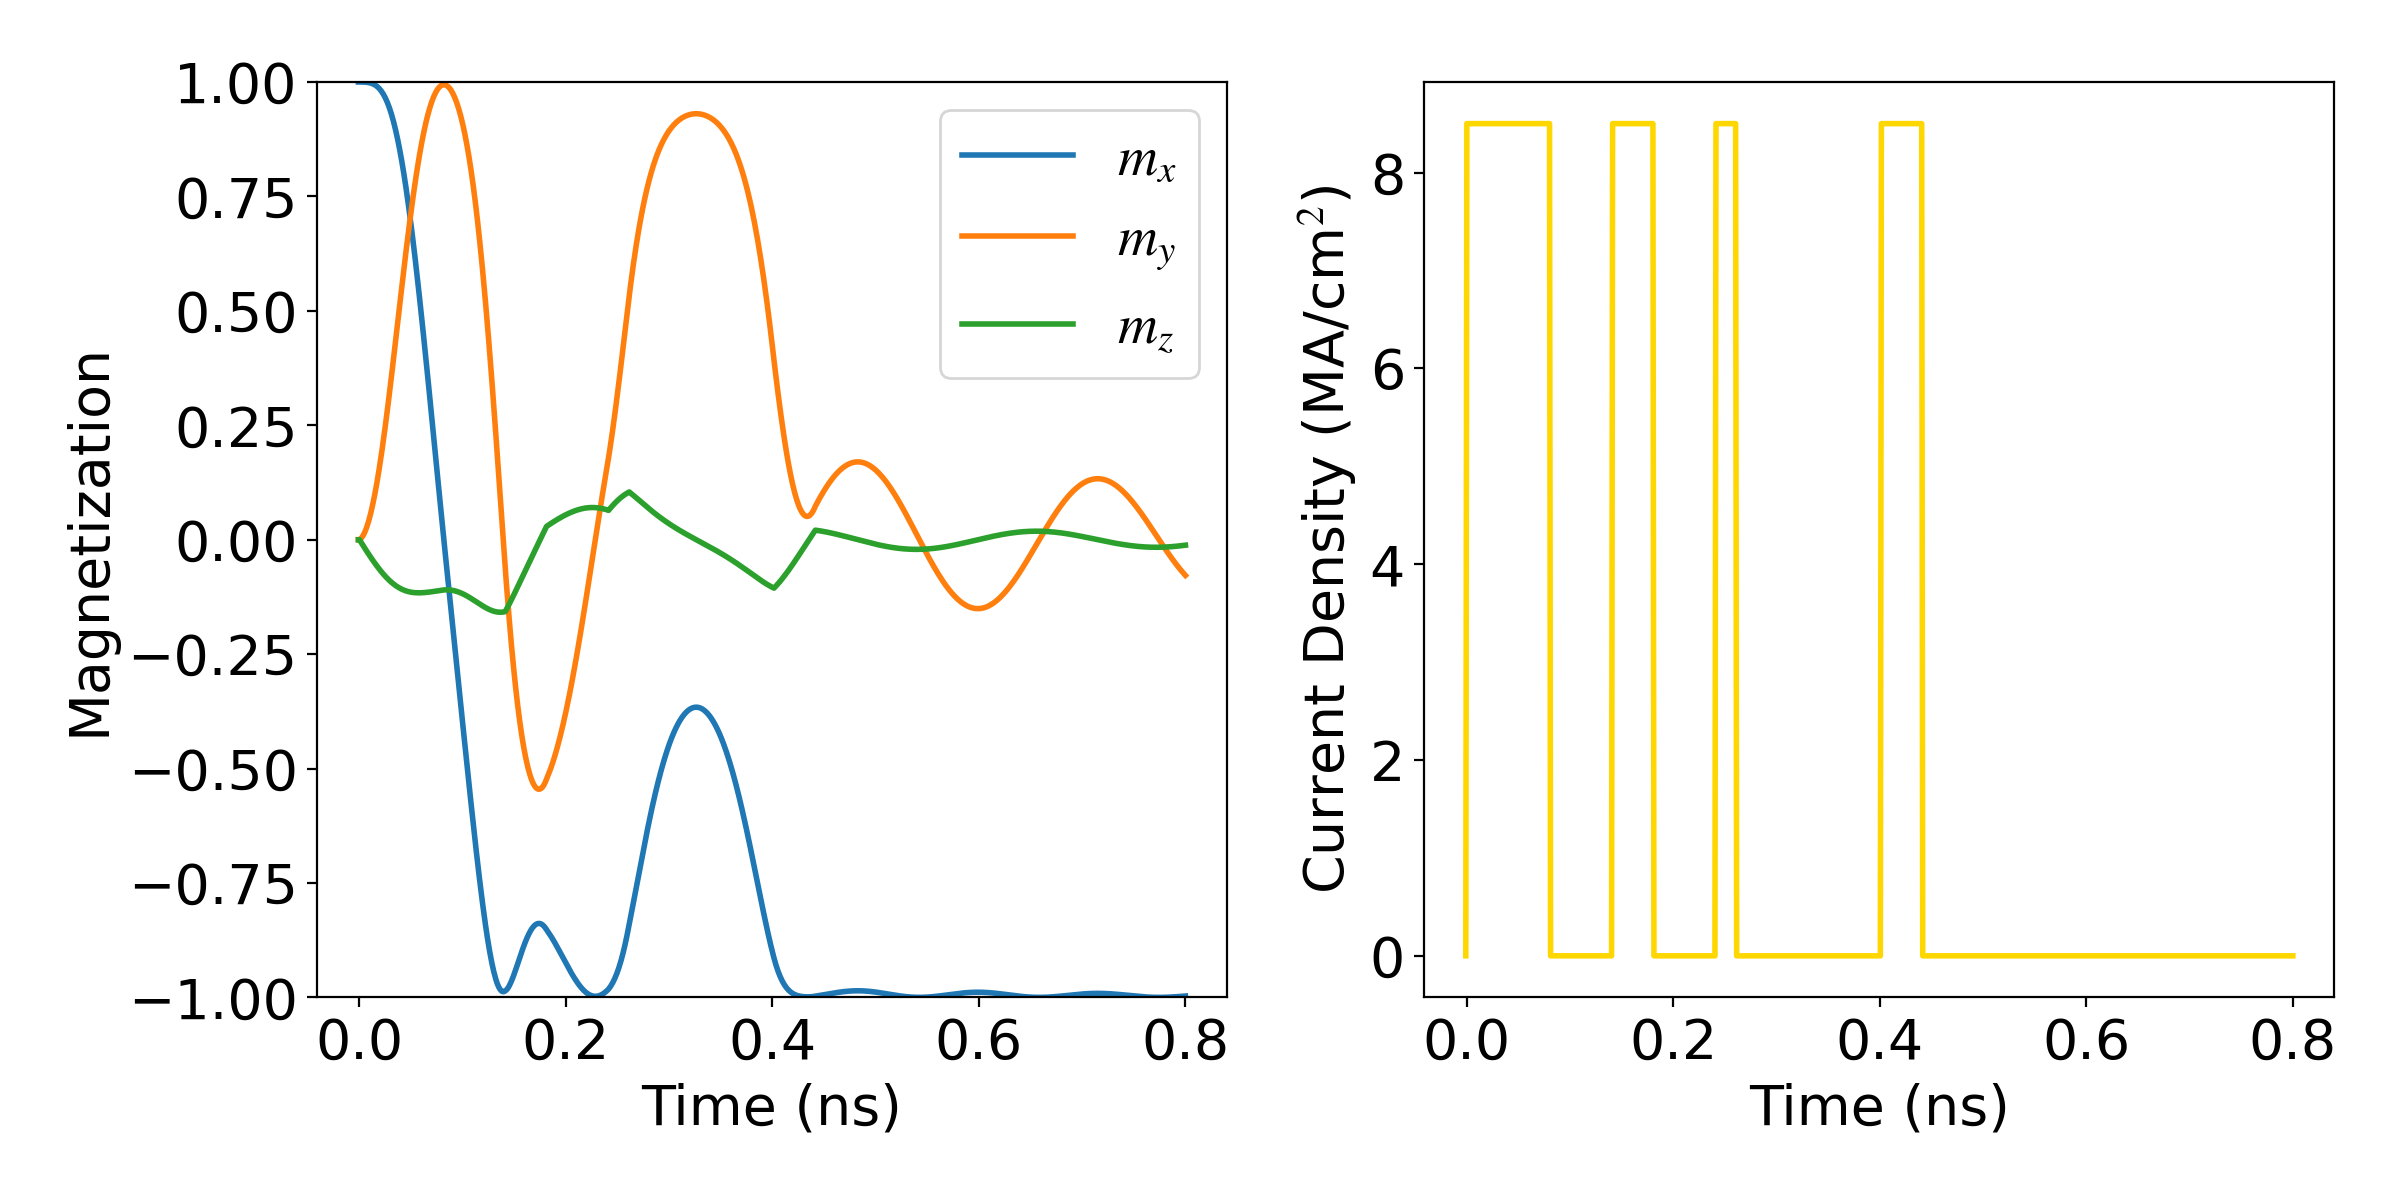 Magnetization
1.00
0.75
0.50
0.25
0.00
−0.25
−0.50
−0.75
−1.00
0.0 0.2 0.4 0.6 0.8
Time (ns)
m_x
m_y
m_z
Current Density (MA/cm²)
8
6
4
2
0
0.0 0.2 0.4 0.6 0.8
Time (ns)